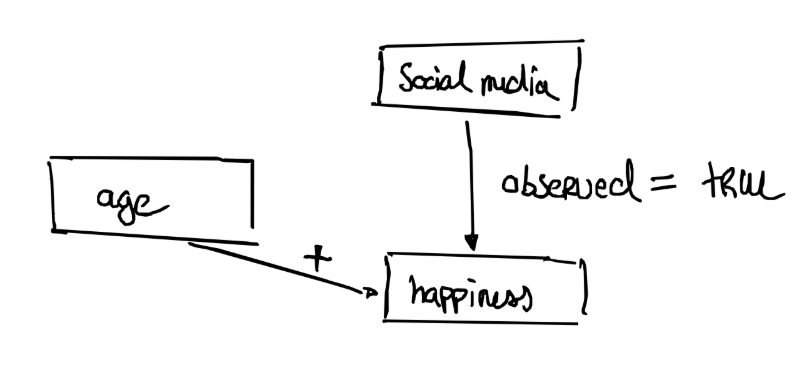 Social media
observed = true
age
+
happiness